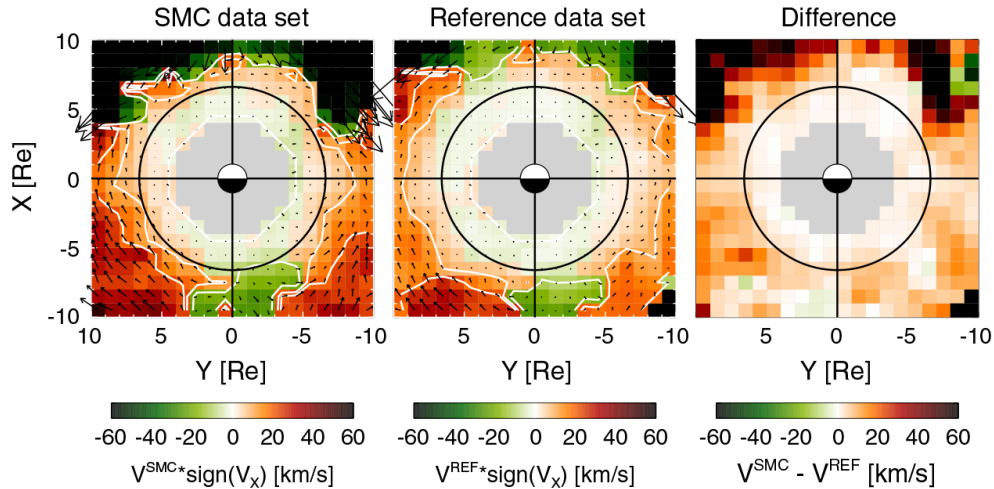 SMC data set Reference data set Difference
10
5
0
-5
-10
X [Re]
10 5 0 -5 -10 5 0 -5 -10 5 0 -5 -10
Y [Re] Y [Re] Y [Re]
-60 -40 -20 0 20 40 60 -60 -40 -20 0 20 40 60 -60 -40 -20 0 20 40 60
V^SMC*sign(V_X) [km/s] V^REF*sign(V_X) [km/s] V^SMC - V^REF [km/s]